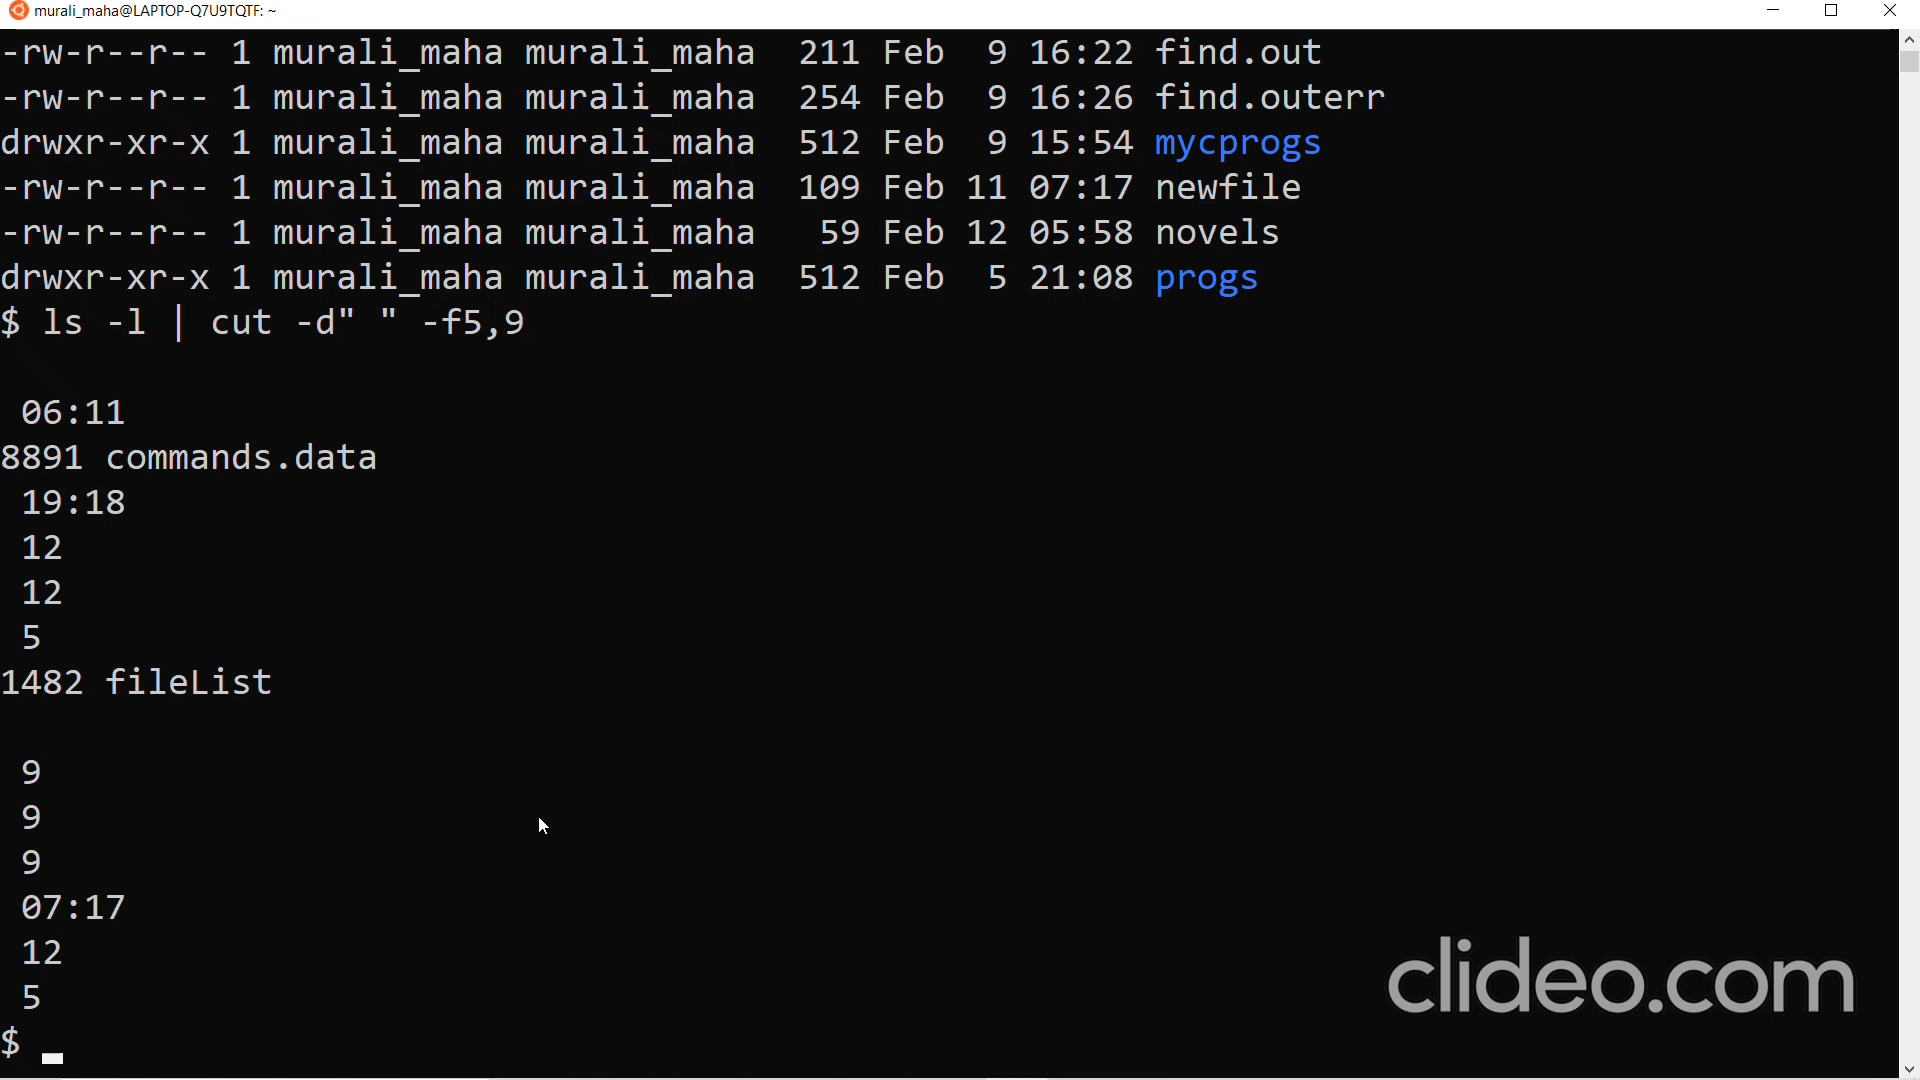 murali_maha@LAPTOP-Q7U9TQTF: ~
-rw-r--r-- 1 murali_maha murali_maha  211 Feb  9 16:22 find.out
-rw-r--r-- 1 murali_maha murali_maha  254 Feb  9 16:26 find.outerr
drwxr-xr-x 1 murali_maha murali_maha  512 Feb  9 15:54 mycprogs
-rw-r--r-- 1 murali_maha murali_maha  109 Feb 11 07:17 newfile
-rw-r--r-- 1 murali_maha murali_maha   59 Feb 12 05:58 novels
drwxr-xr-x 1 murali_maha murali_maha  512 Feb  5 21:08 progs
$ ls -l | cut -d" " -f5,9
 06:11
8891 commands.data
 19:18
 12
 12
 5
1482 fileList
 9
 9
 9
 07:17
 12
 5
$
clideo.com